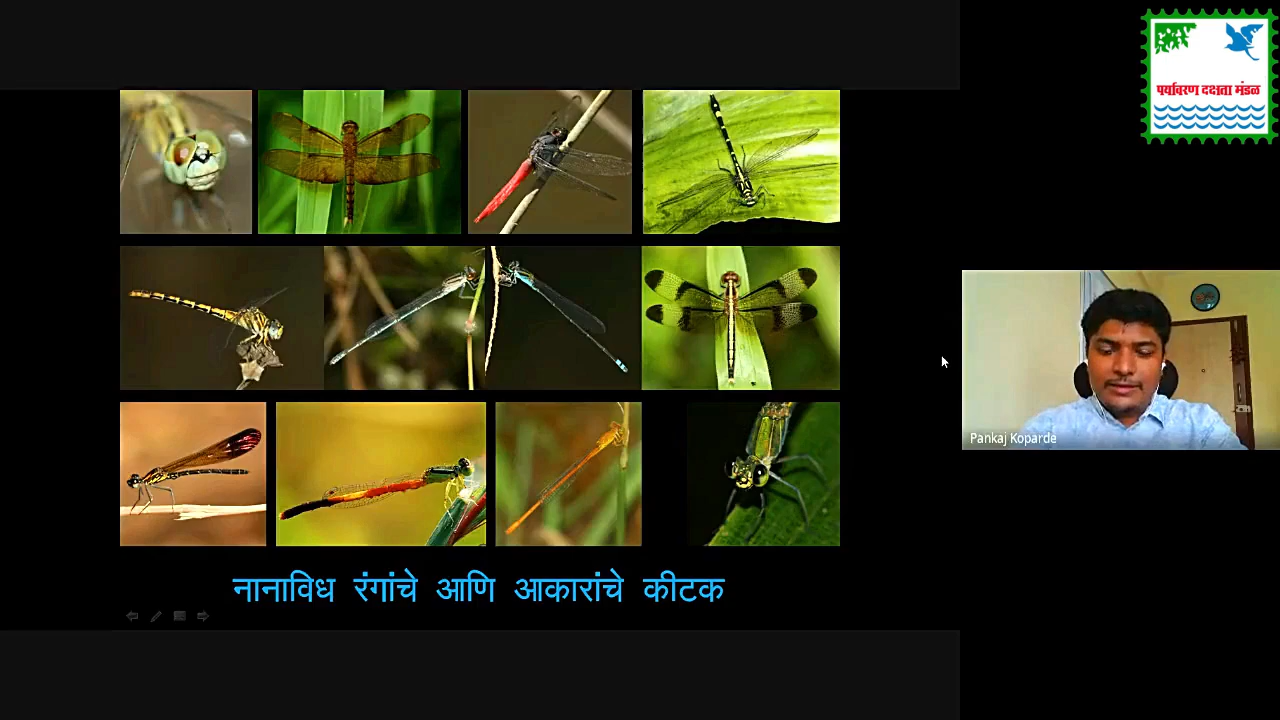 पर्यावरण दक्षता मंडळ
Pankaj Koparde
नानाविध रंगांचे आणि आकारांचे कीटक